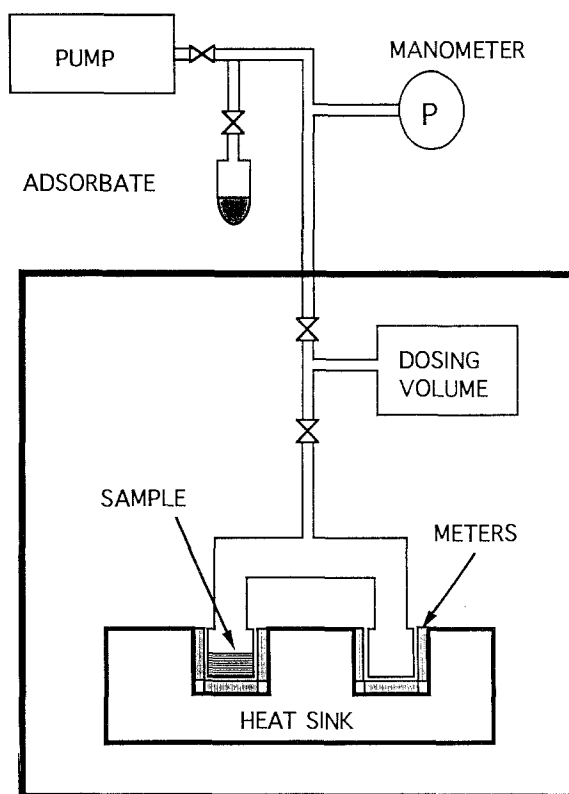 PUMP
MANOMETER
P
ADSORBATE
DOSING
VOLUME
SAMPLE
METERS
HEAT SINK